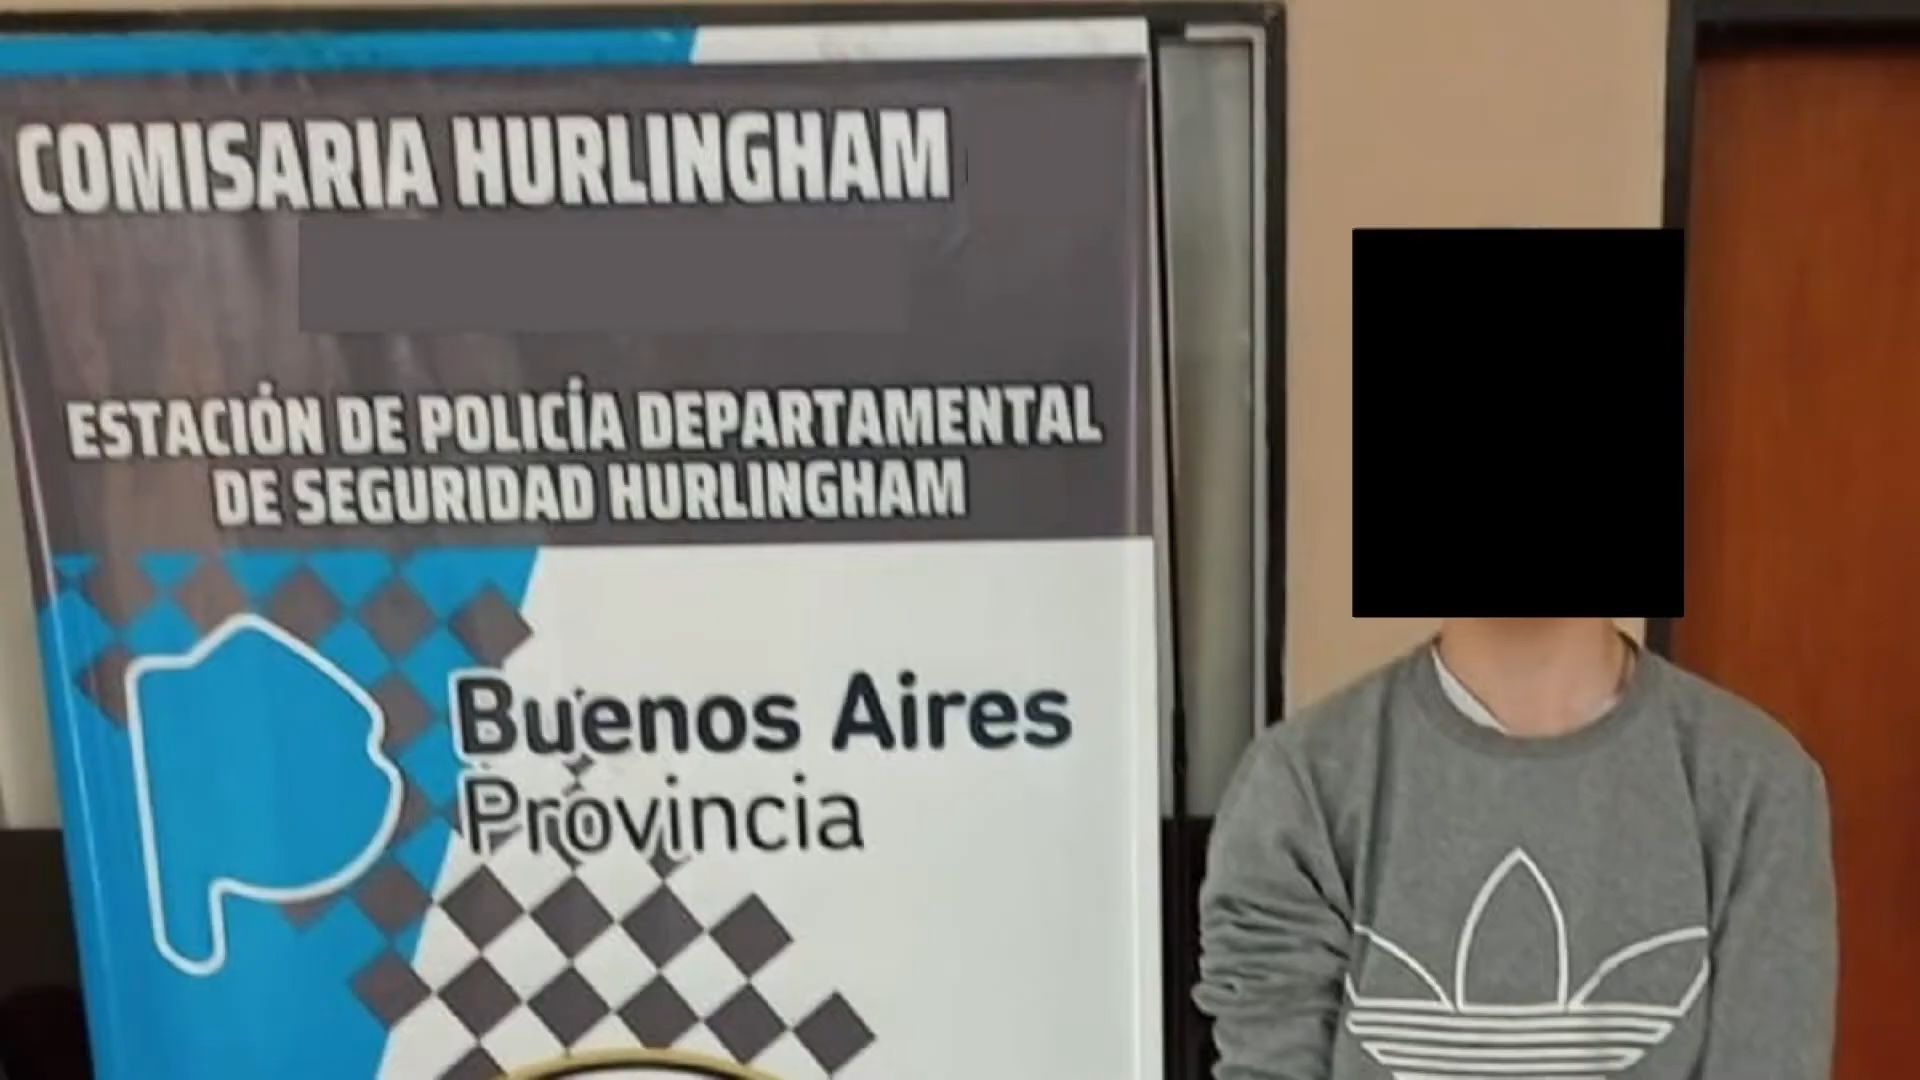 COMISARIA HURLINGHAM
ESTACIÓN DE POLICÍA DEPARTAMENTAL
DE SEGURIDAD HURLINGHAM
Buenos Aires
Provincia